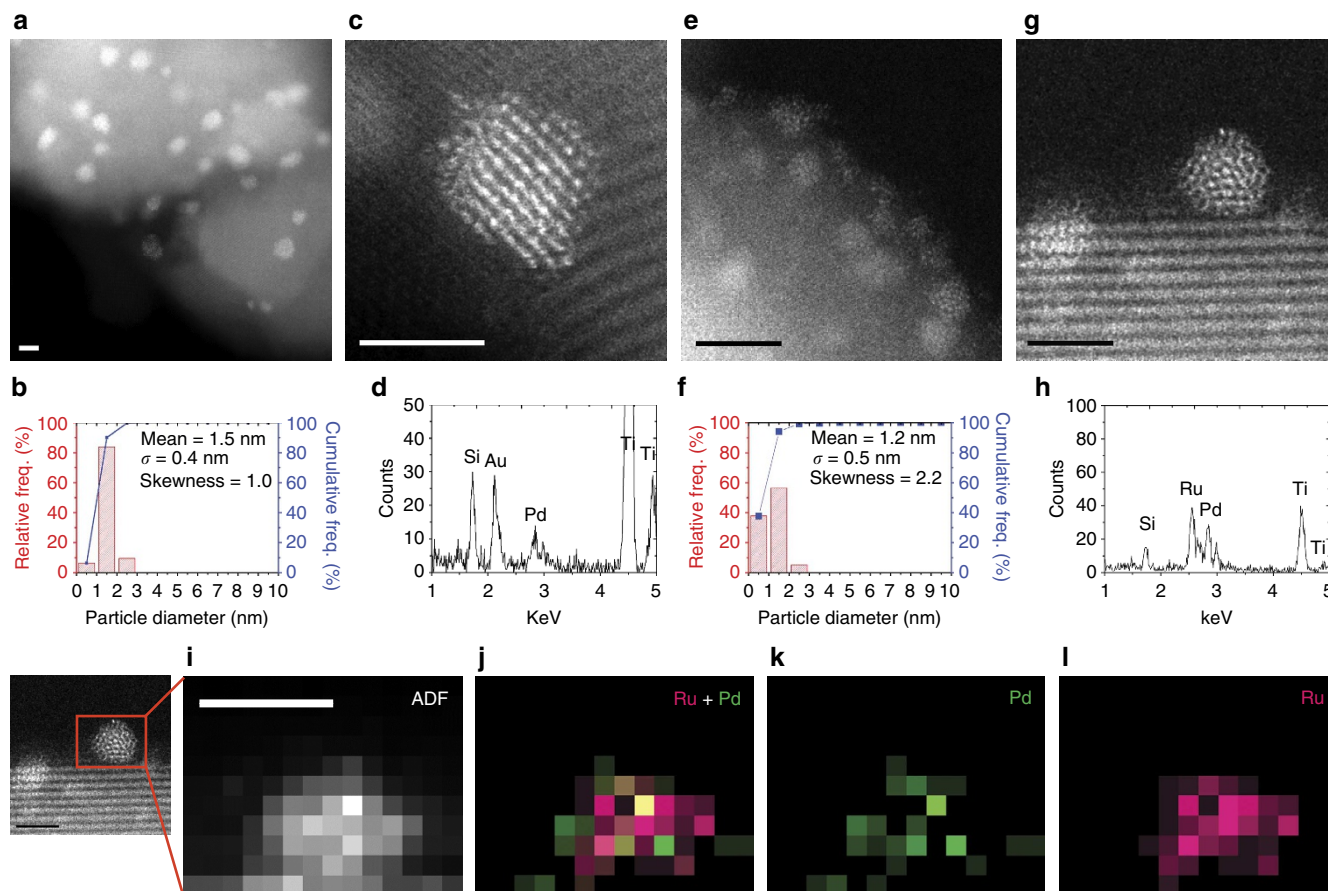 a
c
e
g
b
d
f
h
100
80
60
40
20
0
Relative freq. (%)
Mean = 1.5 nm
σ = 0.4 nm
Skewness = 1.0
100
80
60
40
20
0
Cumulative freq.
(%)
0 1 2 3 4 5 6 7 8 9 10
Particle diameter (nm)
50
40
30
20
10
0
Counts
Si
Au
Pd
Ti
Ti
1 2 3 4 5
KeV
100
80
60
40
20
0
Relative freq. (%)
Mean = 1.2 nm
σ = 0.5 nm
Skewness = 2.2
100
80
60
40
20
0
Cumulative freq.
(%)
0 1 2 3 4 5 6 7 8 9 10
Particle diameter (nm)
100
80
60
40
20
0
Counts
Si
Ru
Pd
Ti
Ti
1 2 3 4 5
keV
i
j
k
l
ADF
Ru + Pd
Pd
Ru